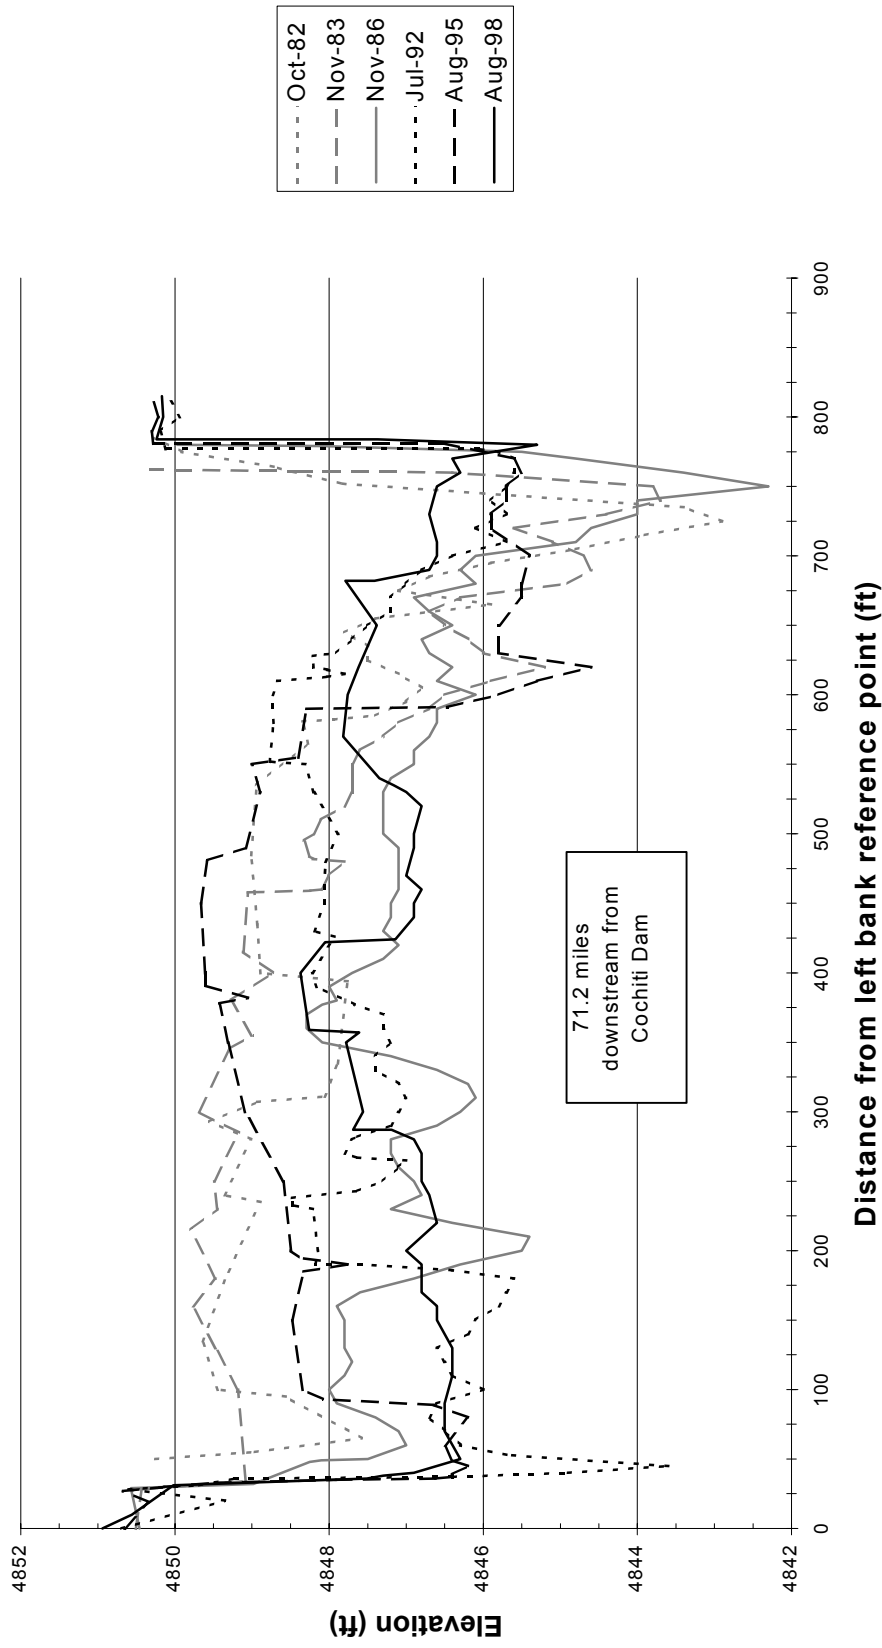 Elevation (ft)
4852
4850
4848
4846
4844
4842
0
100
200
300
400
500
600
700
800
900
Distance from left bank reference point (ft)
71.2 miles
downstream from
Cochiti Dam
Oct-82
Nov-83
Nov-86
Jul-92
Aug-95
Aug-98